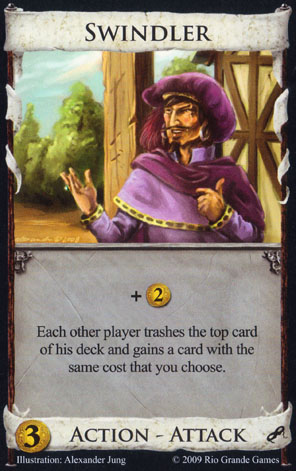 SWINDLER
+ 2
Each other player trashes the top card
of his deck and gains a card with the
same cost that you choose.
3 ACTION - ATTACK
Illustration: Alexander Jung © 2009 Rio Grande Games